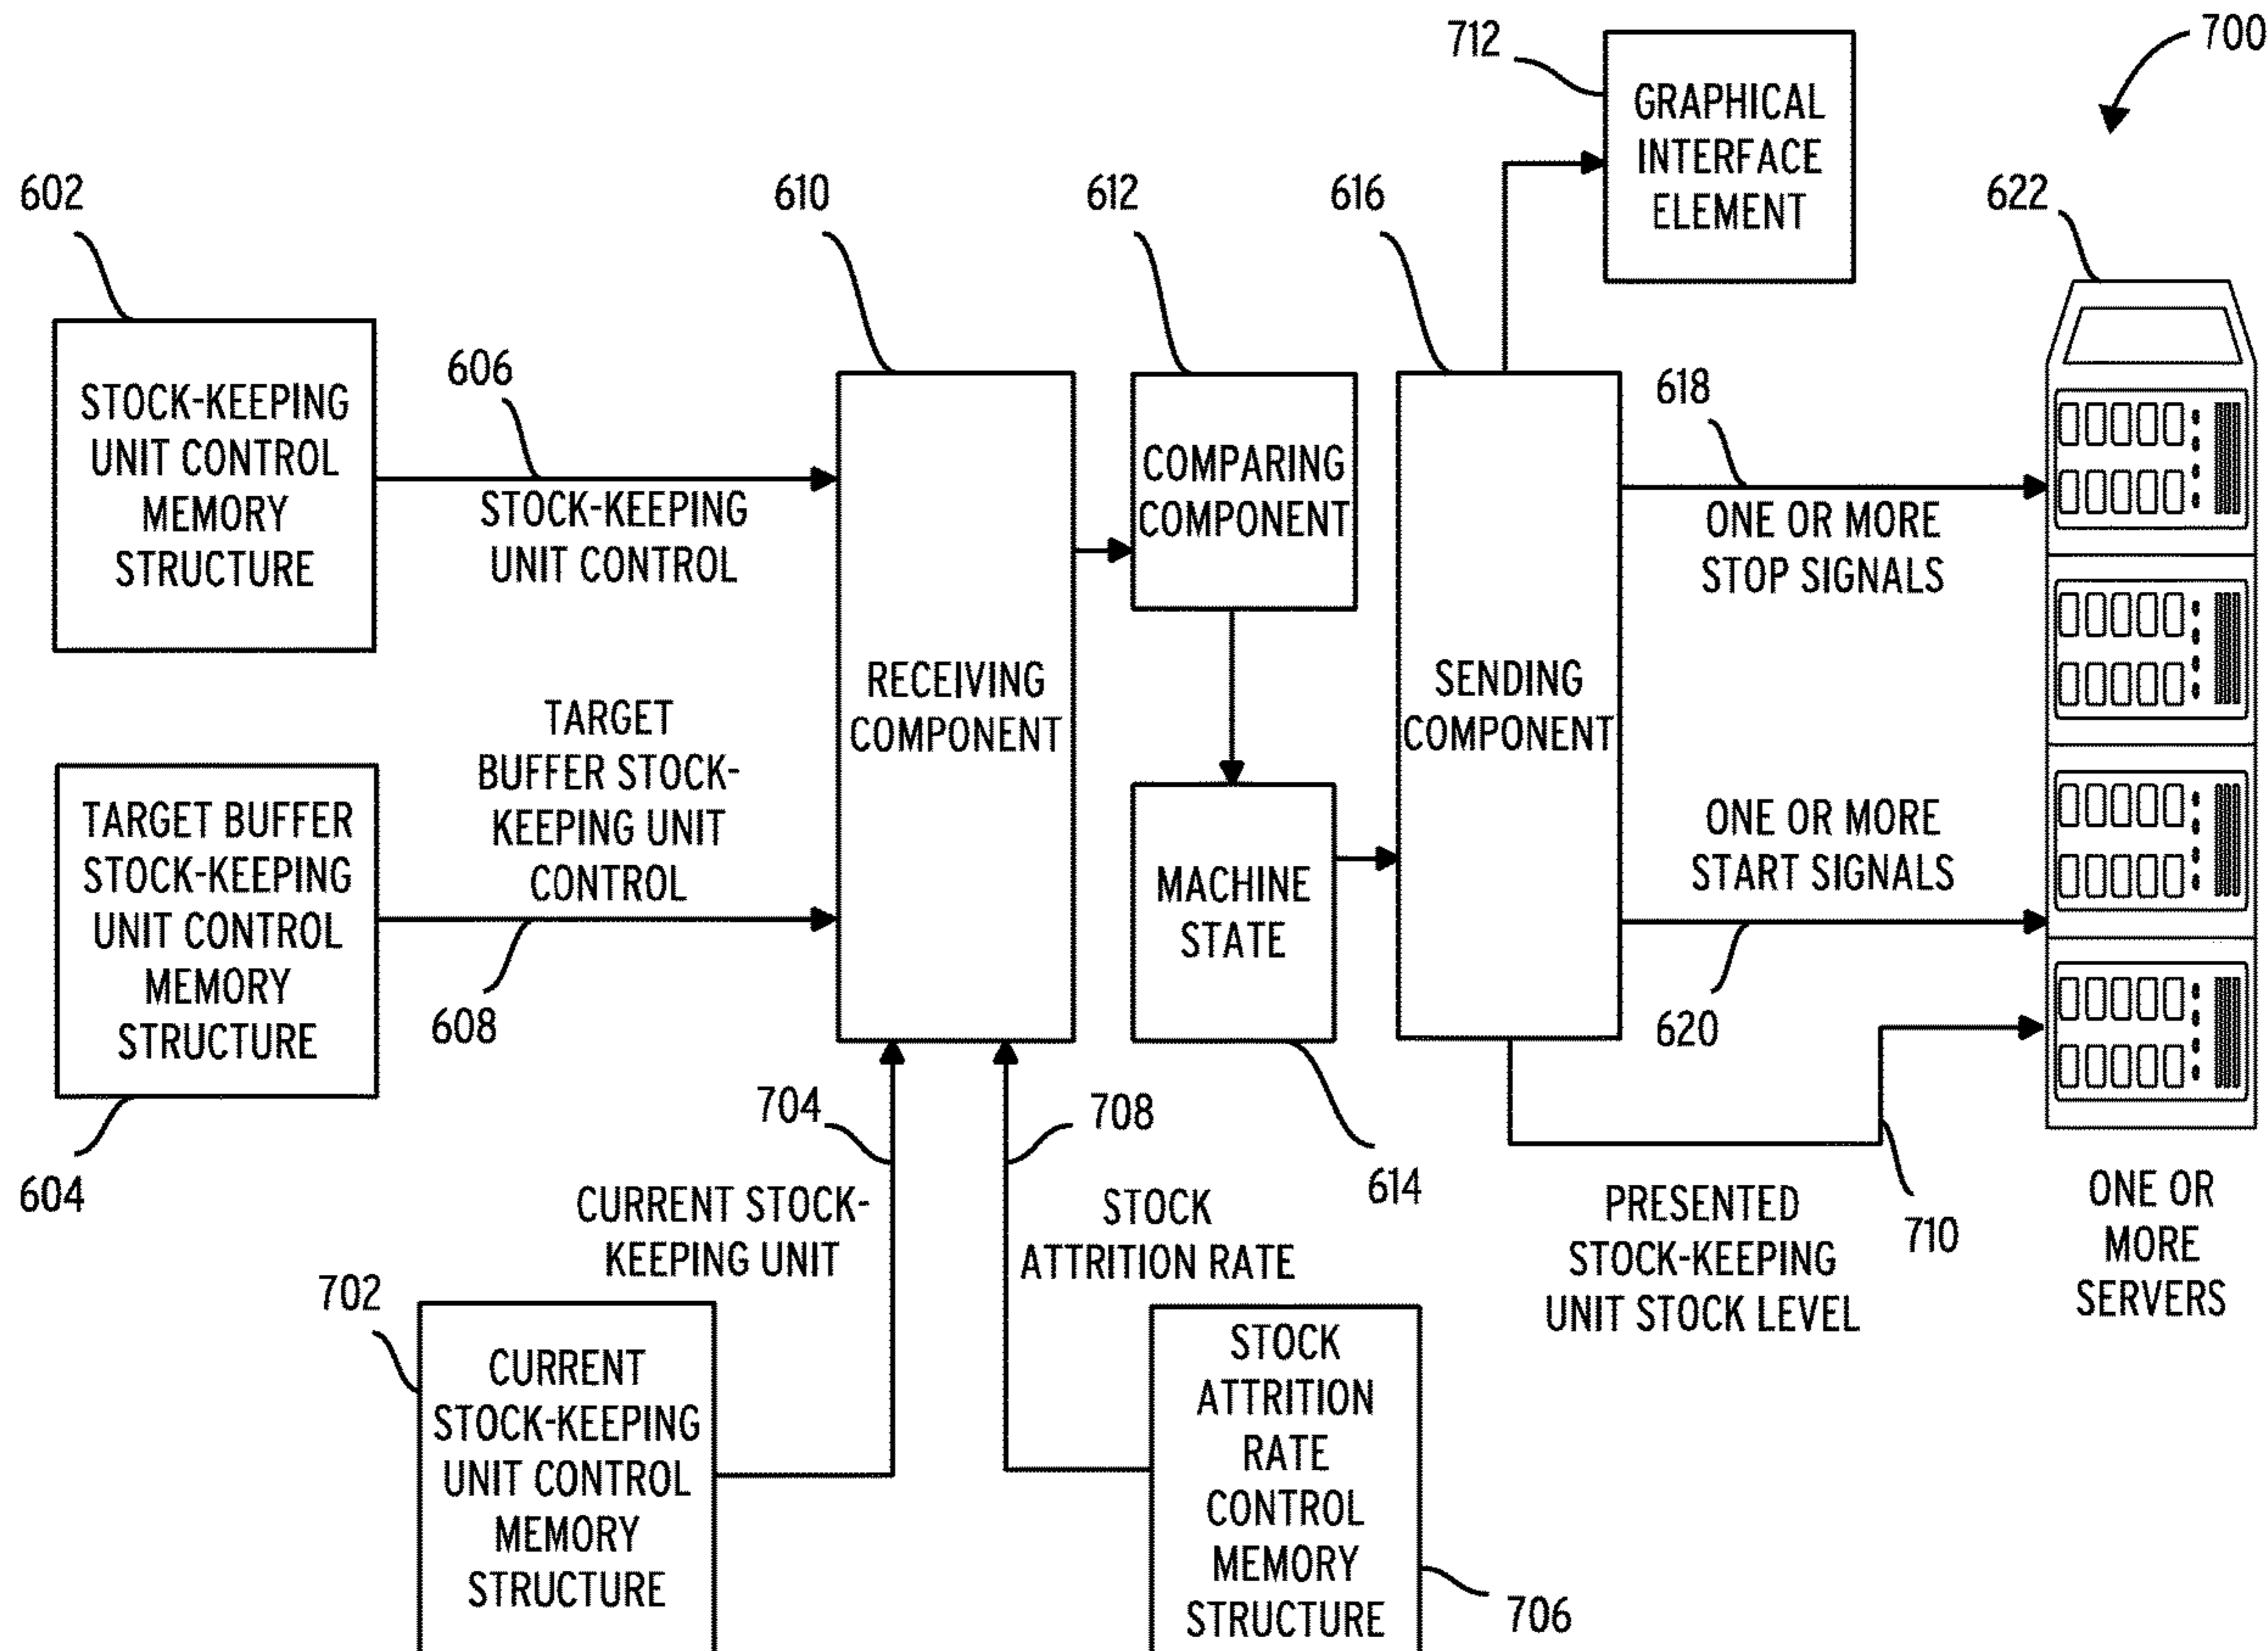 712
700
GRAPHICAL
INTERFACE
ELEMENT
602
610
612
616
622
606
618
STOCK-KEEPING
UNIT CONTROL
MEMORY
STRUCTURE
STOCK-KEEPING
UNIT CONTROL
COMPARING
COMPONENT
ONE OR MORE
STOP SIGNALS
RECEIVING
COMPONENT
SENDING
COMPONENT
TARGET
BUFFER STOCK-
KEEPING UNIT
CONTROL
TARGET BUFFER
STOCK-KEEPING
UNIT CONTROL
MEMORY
STRUCTURE
MACHINE
STATE
ONE OR MORE
START SIGNALS
608
620
604
704
708
614
710
CURRENT STOCK-
KEEPING UNIT
STOCK
ATTRITION RATE
PRESENTED
STOCK-KEEPING
UNIT STOCK LEVEL
ONE OR
MORE
SERVERS
702
CURRENT
STOCK-KEEPING
UNIT CONTROL
MEMORY
STRUCTURE
STOCK
ATTRITION
RATE
CONTROL
MEMORY
STRUCTURE
706